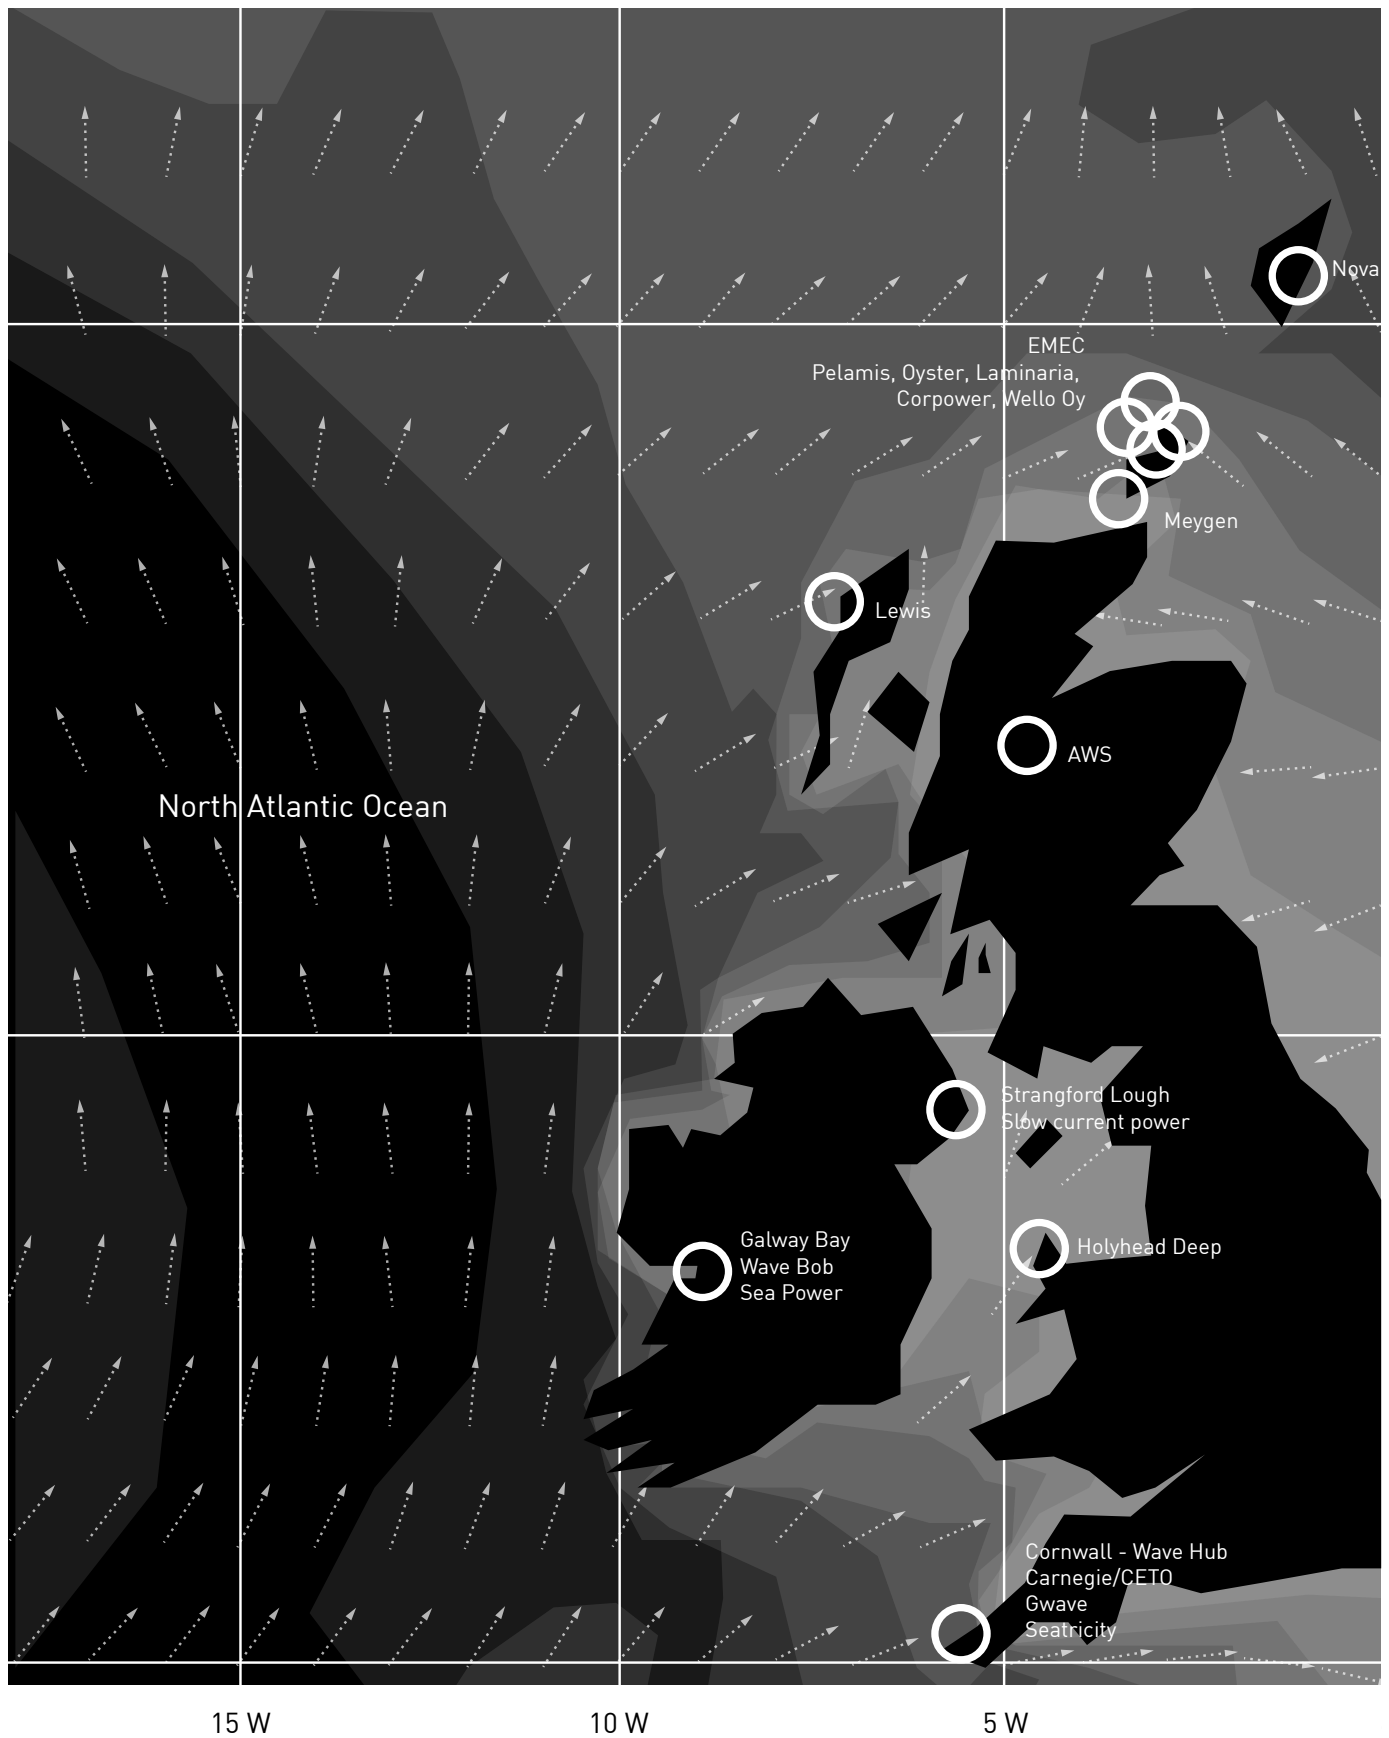 Nova
EMEC
Pelamis, Oyster, Laminaria,
Corpower, Wello Oy
Meygen
Lewis
AWS
North Atlantic Ocean
Strangford Lough
Slow current power
Galway Bay
Wave Bob
Sea Power
Holyhead Deep
Cornwall - Wave Hub
Carnegie/CETO
Gwave
Seatricity
15 W
10 W
5 W